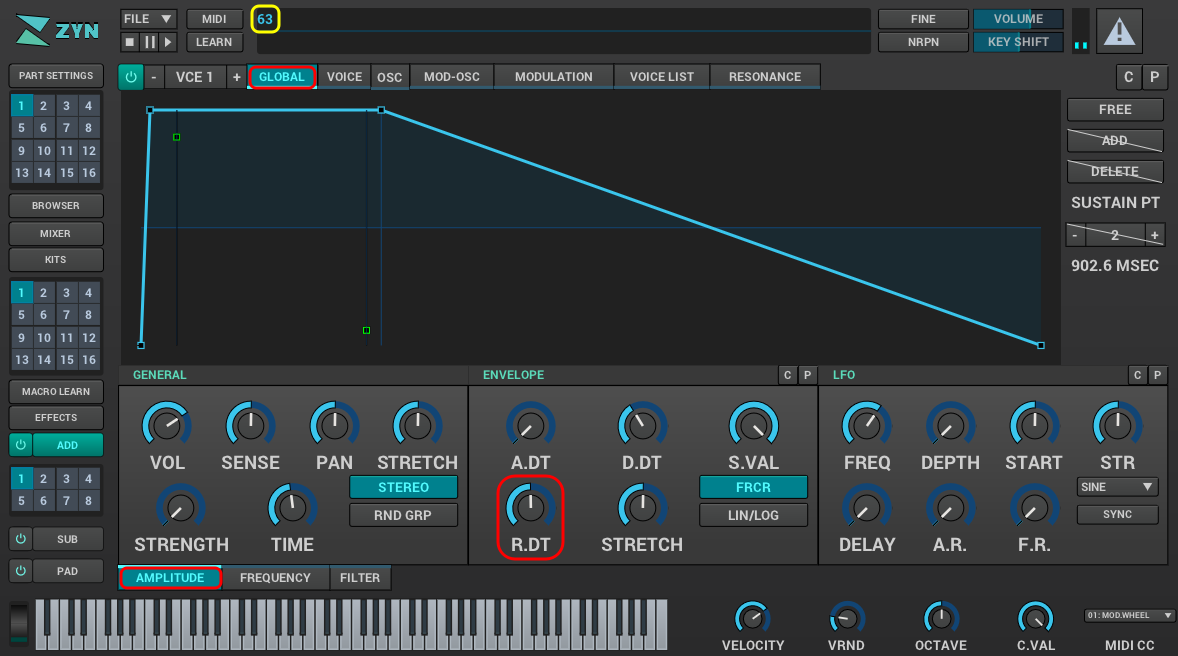 ZYN
FILE MIDI 63 FINE VOLUME
LEARN NRPN KEY SHIFT
PART SETTINGS - VCE 1 + GLOBAL VOICE OSC MOD-OSC MODULATION VOICE LIST RESONANCE C P
1 2 3 4
5 6 7 8
9 10 11 12
13 14 15 16
BROWSER
MIXER
KITS
1 2 3 4
5 6 7 8
9 10 11 12
13 14 15 16
MACRO LEARN
EFFECTS
ADD
1 2 3 4
5 6 7 8
SUB
PAD
FREE
ADD
DELETE
SUSTAIN PT
- 2 +
902.6 MSEC
GENERAL
VOL SENSE PAN STRETCH
STEREO
RND GRP
STRENGTH TIME
ENVELOPE C P
A.DT D.DT S.VAL
FRCR
LIN/LOG
R.DT STRETCH
LFO C P
FREQ DEPTH START STR
SINE
SYNC
DELAY A.R. F.R.
AMPLITUDE FREQUENCY FILTER
01: MOD.WHEEL
VELOCITY VRND OCTAVE C.VAL MIDI CC